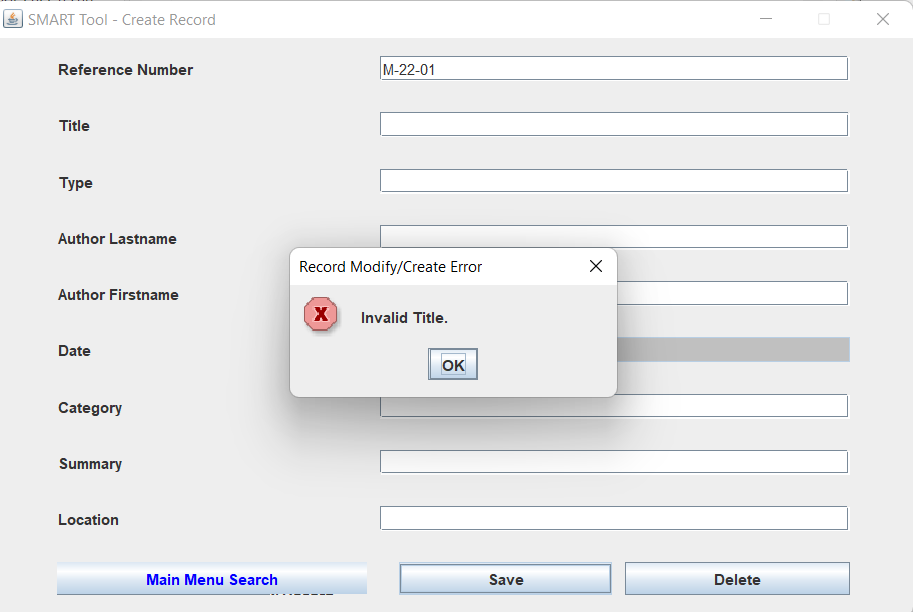 SMART Tool - Create Record
Reference Number
M-22-01
Title
Type
Author Lastname
Record Modify/Create Error
Author Firstname
Invalid Title.
Date
OK
Category
Summary
Location
Main Menu Search
Save
Delete